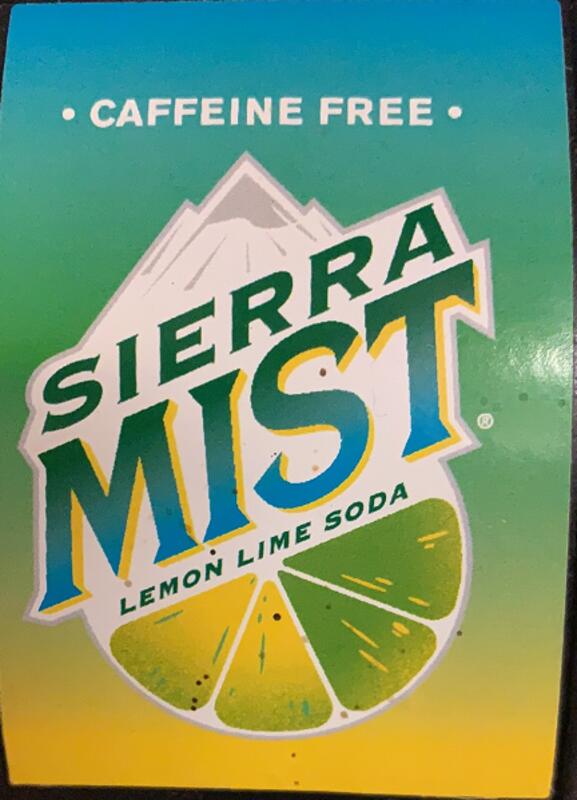 • CAFFEINE FREE •
SIERRA
MIST
®
LEMON LIME SODA